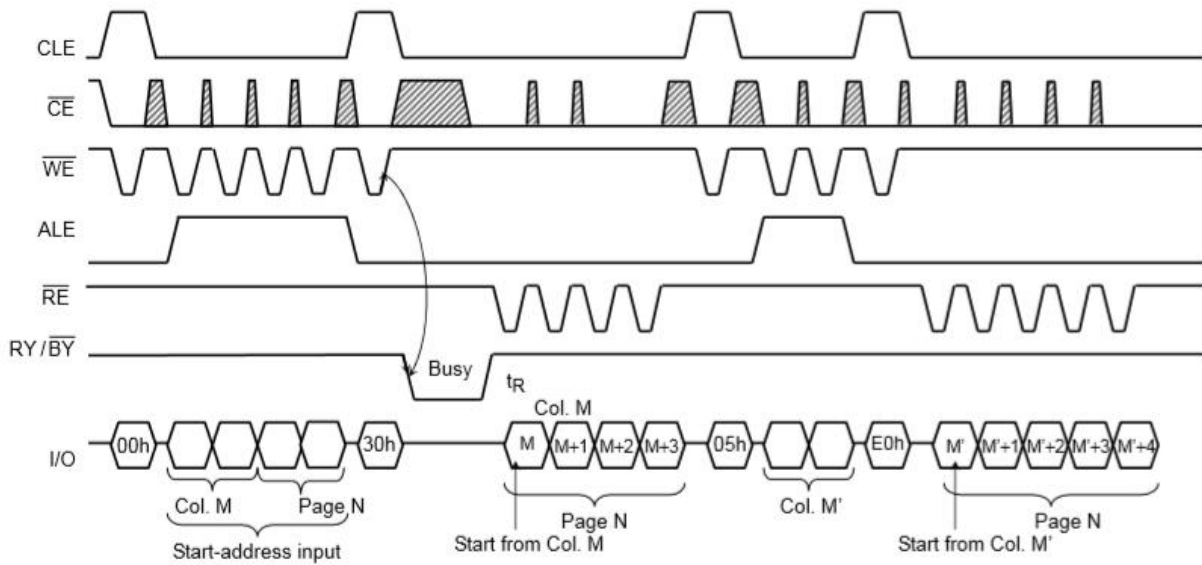 CLE
CE
WE
ALE
RE
RY / BY
Busy
tR
Col. M
I/O
00h
30h
M
M+1
M+2
M+3
05h
E0h
M'
M'+1
M'+2
M'+3
M'+4
Col. M
Page N
Col. M'
Page N
Page N
Start-address input
Start from Col. M
Start from Col. M'